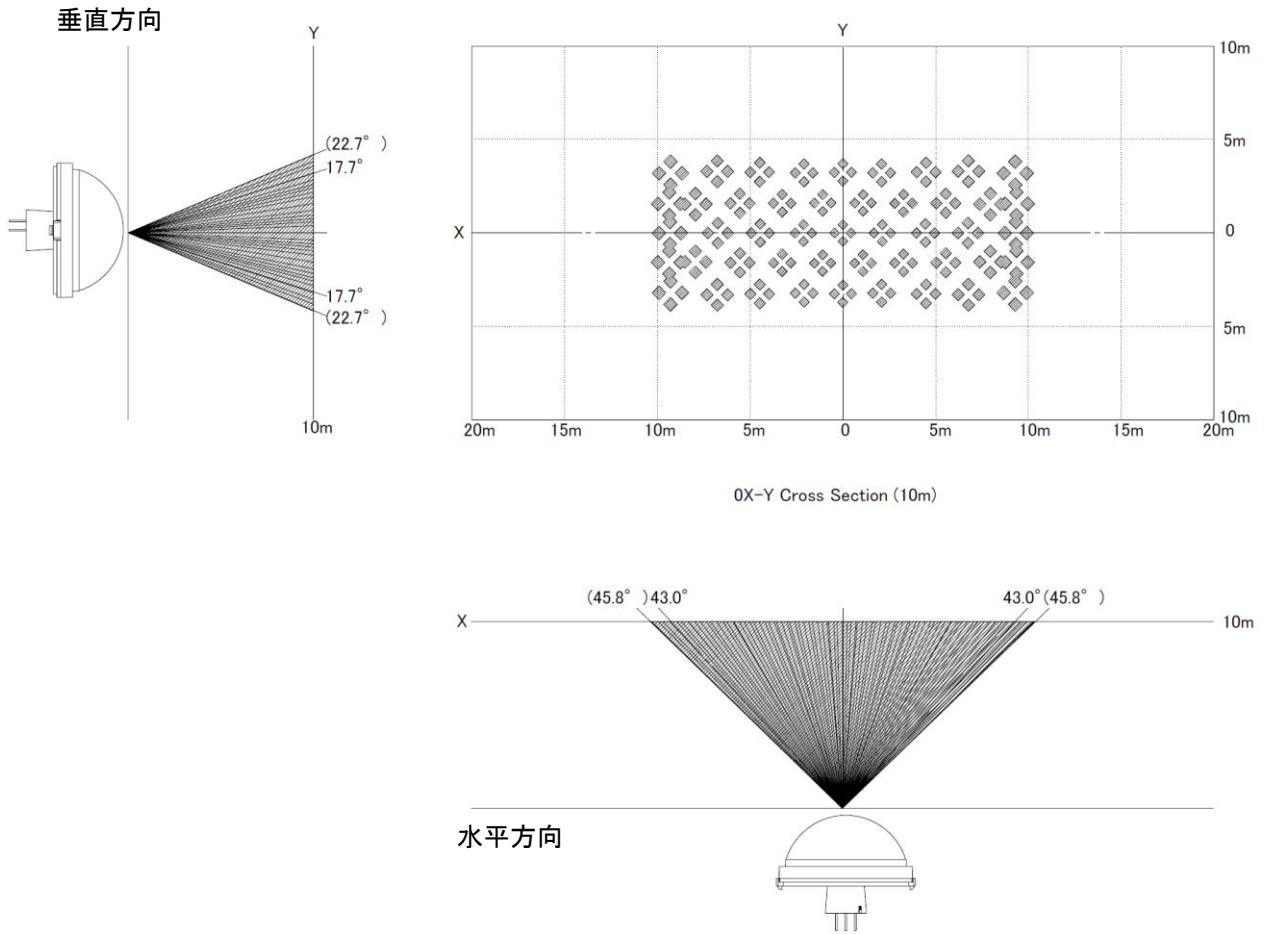 垂直方向
Y
(22.7° )
17.7°
17.7°
(22.7° )
10m
Y
10m
5m
X
0
5m
10m
20m 15m 10m 5m 0 5m 10m 15m 20m
0X-Y Cross Section (10m)
(45.8° )43.0°
43.0°(45.8° )
X
10m
水平方向